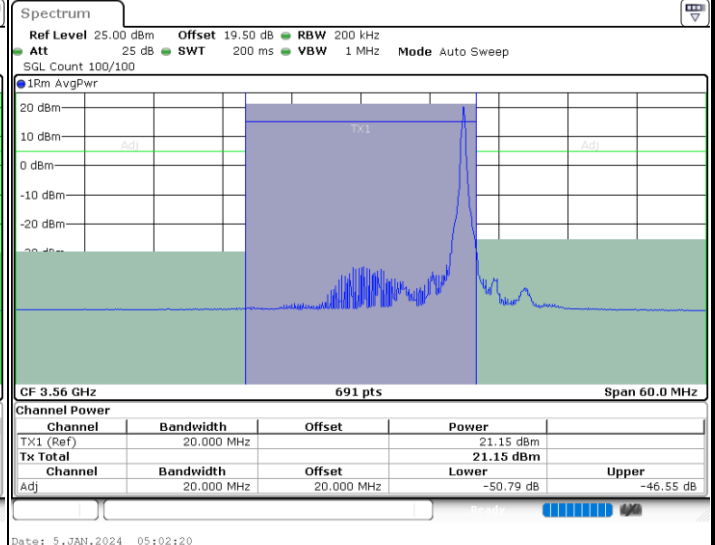 Spectrum
Ref Level 25.00 dBm Offset 19.50 dB RBW 200 kHz
Att 25 dB SWT 200 ms VBW 1 MHz Mode Auto Sweep
SGL Count 100/100
1Rm AvgPwr
20 dBm
TX1
10 dBm
Adj Adj
0 dBm
-10 dBm
-20 dBm
CF 3.56 GHz 691 pts Span 60.0 MHz
Channel Power
Channel Bandwidth Offset Power
TX1 (Ref) 20.000 MHz 21.15 dBm
Tx Total 21.15 dBm
Channel Bandwidth Offset Lower Upper
Adj 20.000 MHz 20.000 MHz -50.79 dB -46.55 dB
Ready
Date: 5.JAN.2024 05:02:20